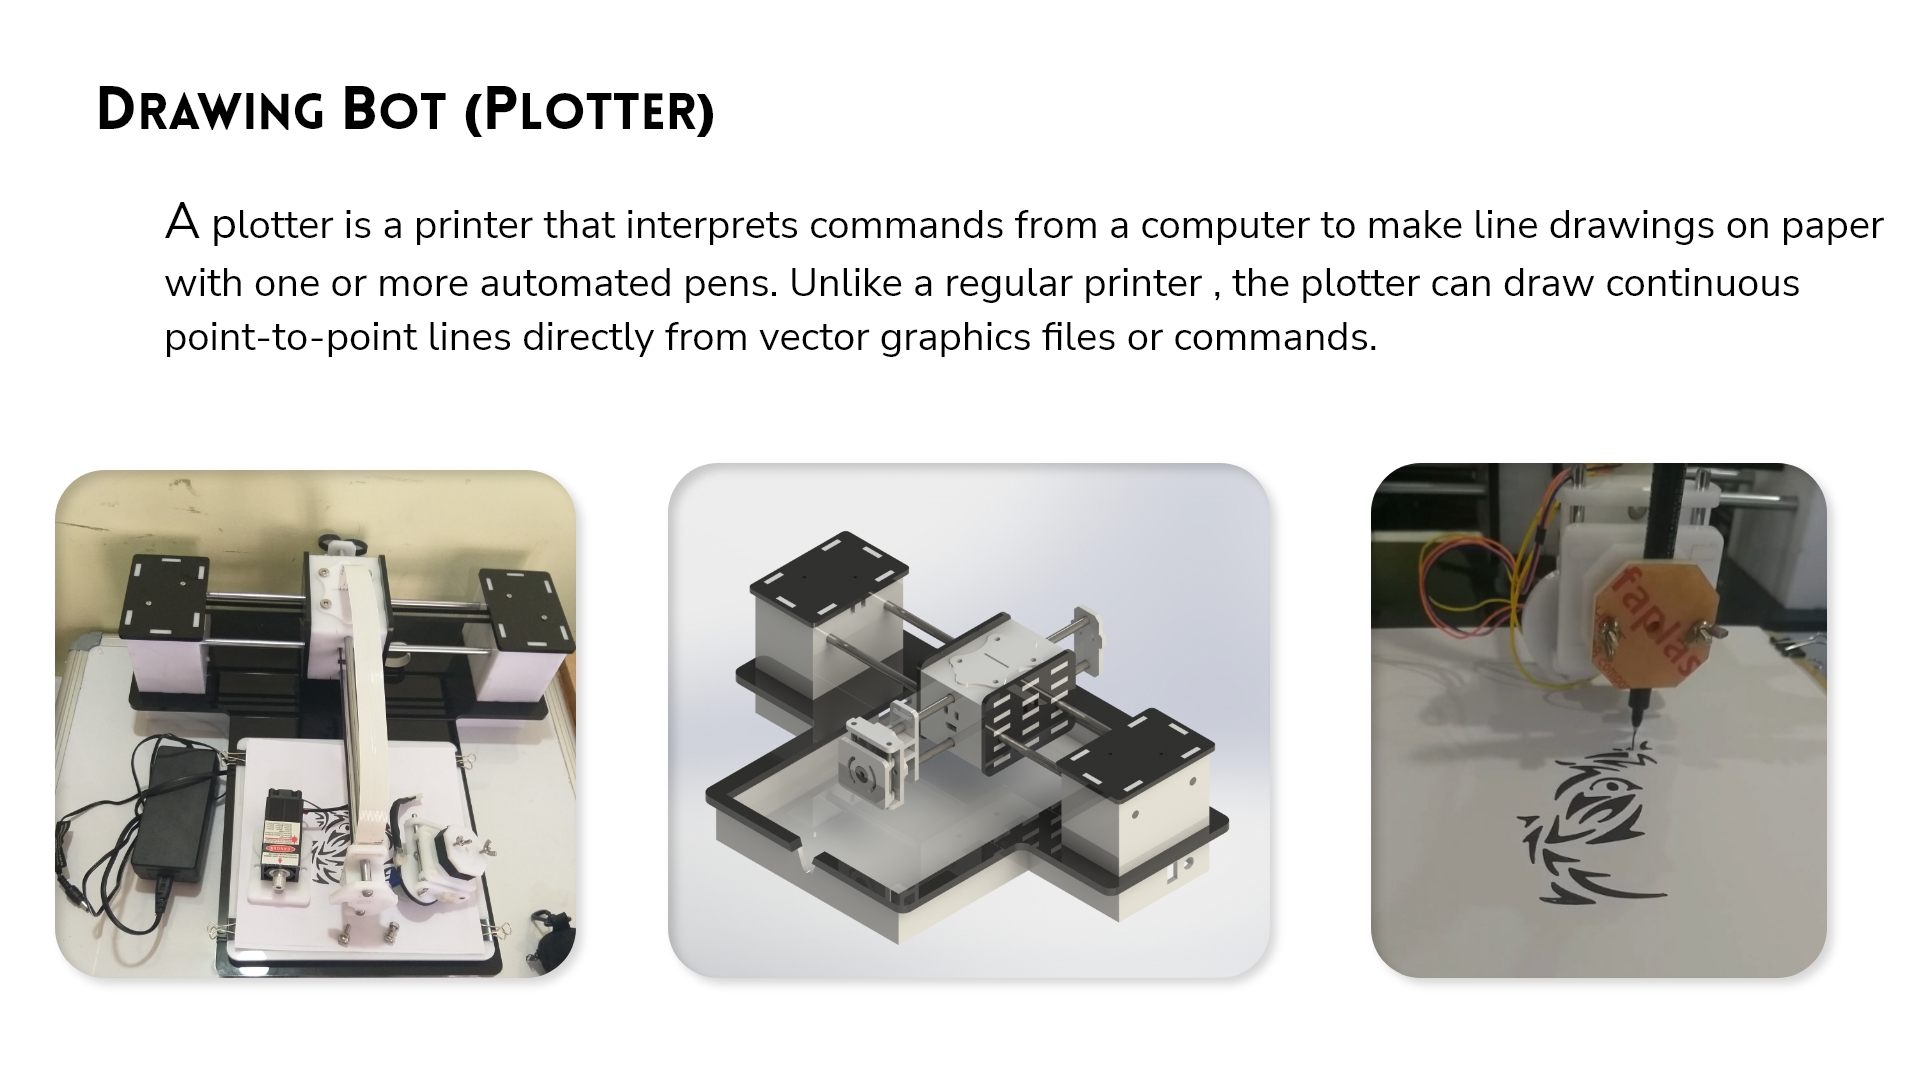 Drawing Bot (Plotter)
A plotter is a printer that interprets commands from a computer to make line drawings on paper
with one or more automated pens. Unlike a regular printer , the plotter can draw continuous
point-to-point lines directly from vector graphics files or commands.
faplas